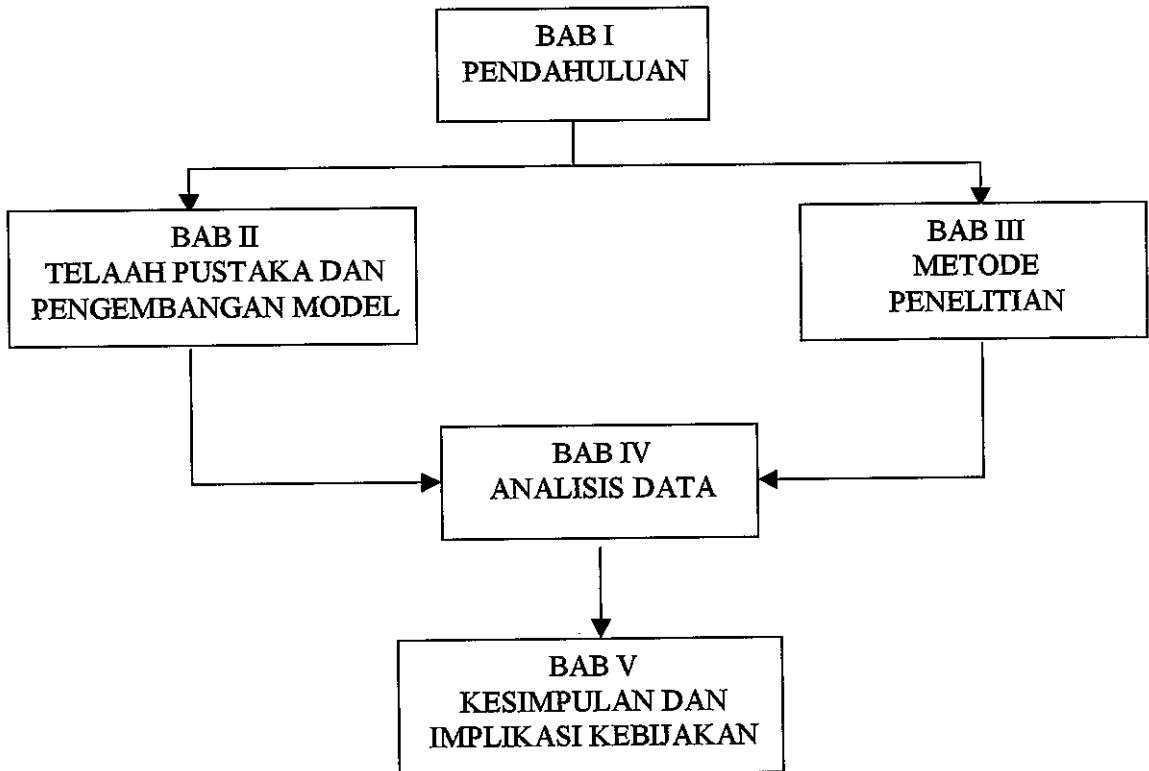 BAB I
PENDAHULUAN
BAB II
TELAAH PUSTAKA DAN
PENGEMBANGAN MODEL
BAB III
METODE
PENELITIAN
BAB IV
ANALISIS DATA
BAB V
KESIMPULAN DAN
IMPLIKASI KEBIJAKAN